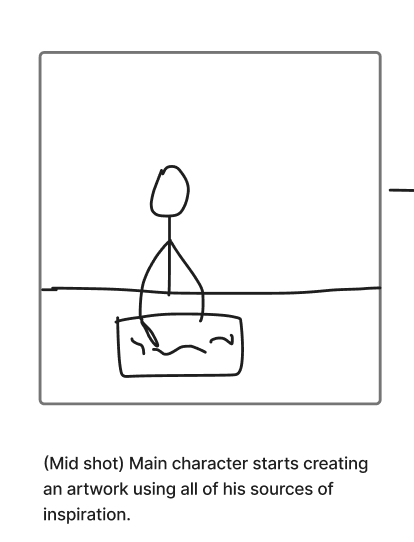 (Mid shot) Main character starts creating
an artwork using all of his sources of
inspiration.